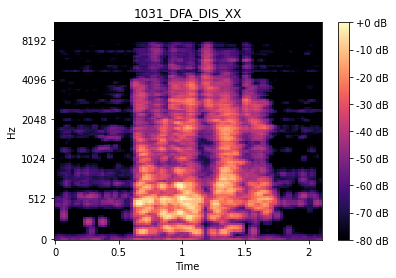 1031_DFA_DIS_XX
8192
4096
2048
1024
512
0
Hz
0
0.5
1
1.5
2
Time
+0 dB
-10 dB
-20 dB
-30 dB
-40 dB
-50 dB
-60 dB
-70 dB
-80 dB